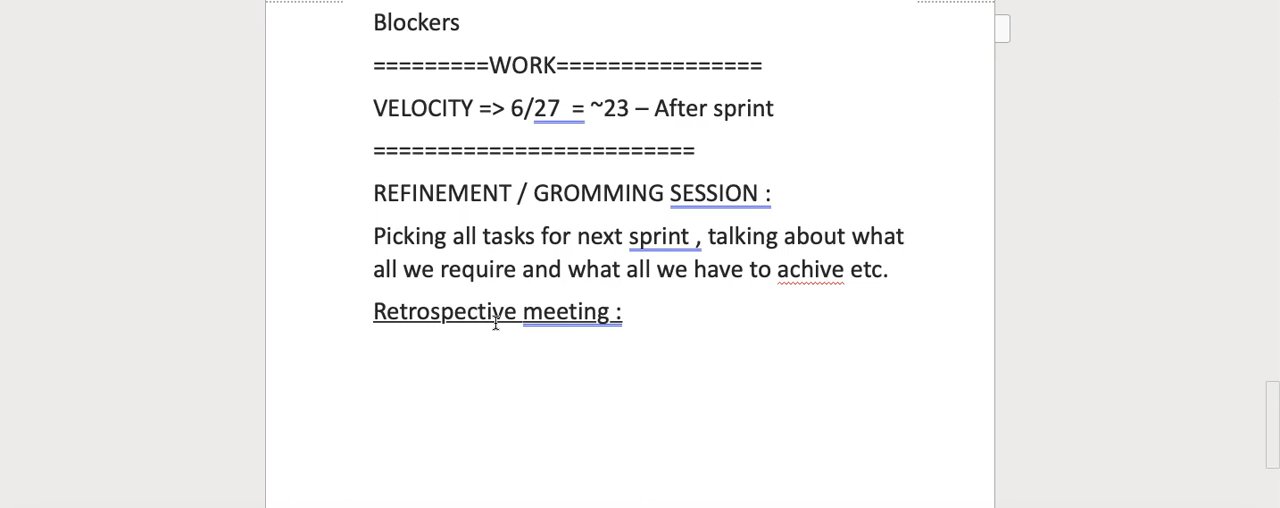 Blockers
=========WORK================
VELOCITY => 6/27  = ~23 – After sprint
=========================
REFINEMENT / GROMMING SESSION :
Picking all tasks for next sprint , talking about what
all we require and what all we have to achive etc.
Retrospective meeting :